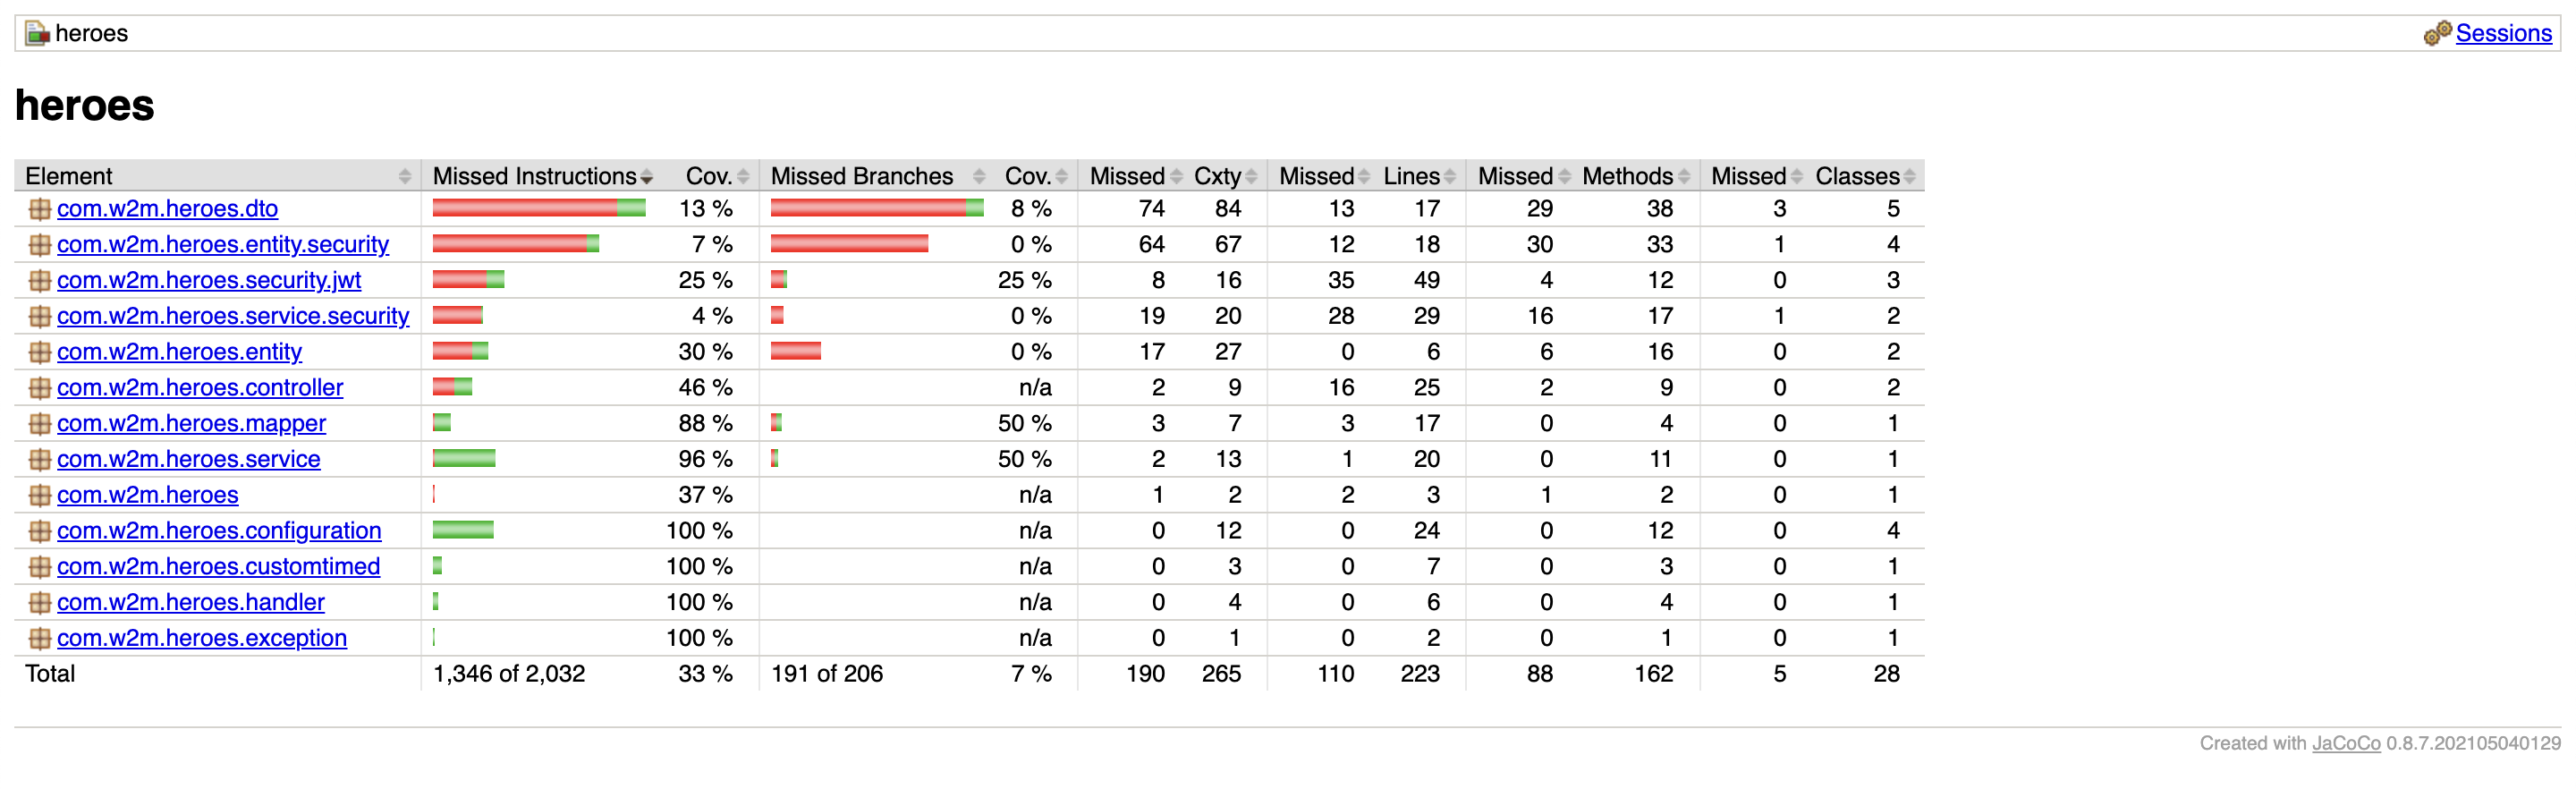 heroes Sessions
heroes
Element Missed Instructions Cov. Missed Branches Cov. Missed Cxty Missed Lines Missed Methods Missed Classes
com.w2m.heroes.dto 13 % 8 % 74 84 13 17 29 38 3 5
com.w2m.heroes.entity.security 7 % 0 % 64 67 12 18 30 33 1 4
com.w2m.heroes.security.jwt 25 % 25 % 8 16 35 49 4 12 0 3
com.w2m.heroes.service.security 4 % 0 % 19 20 28 29 16 17 1 2
com.w2m.heroes.entity 30 % 0 % 17 27 0 6 6 16 0 2
com.w2m.heroes.controller 46 % n/a 2 9 16 25 2 9 0 2
com.w2m.heroes.mapper 88 % 50 % 3 7 3 17 0 4 0 1
com.w2m.heroes.service 96 % 50 % 2 13 1 20 0 11 0 1
com.w2m.heroes 37 % n/a 1 2 2 3 1 2 0 1
com.w2m.heroes.configuration 100 % n/a 0 12 0 24 0 12 0 4
com.w2m.heroes.customtimed 100 % n/a 0 3 0 7 0 3 0 1
com.w2m.heroes.handler 100 % n/a 0 4 0 6 0 4 0 1
com.w2m.heroes.exception 100 % n/a 0 1 0 2 0 1 0 1
Total 1,346 of 2,032 33 % 191 of 206 7 % 190 265 110 223 88 162 5 28
Created with JaCoCo 0.8.7.202105040129